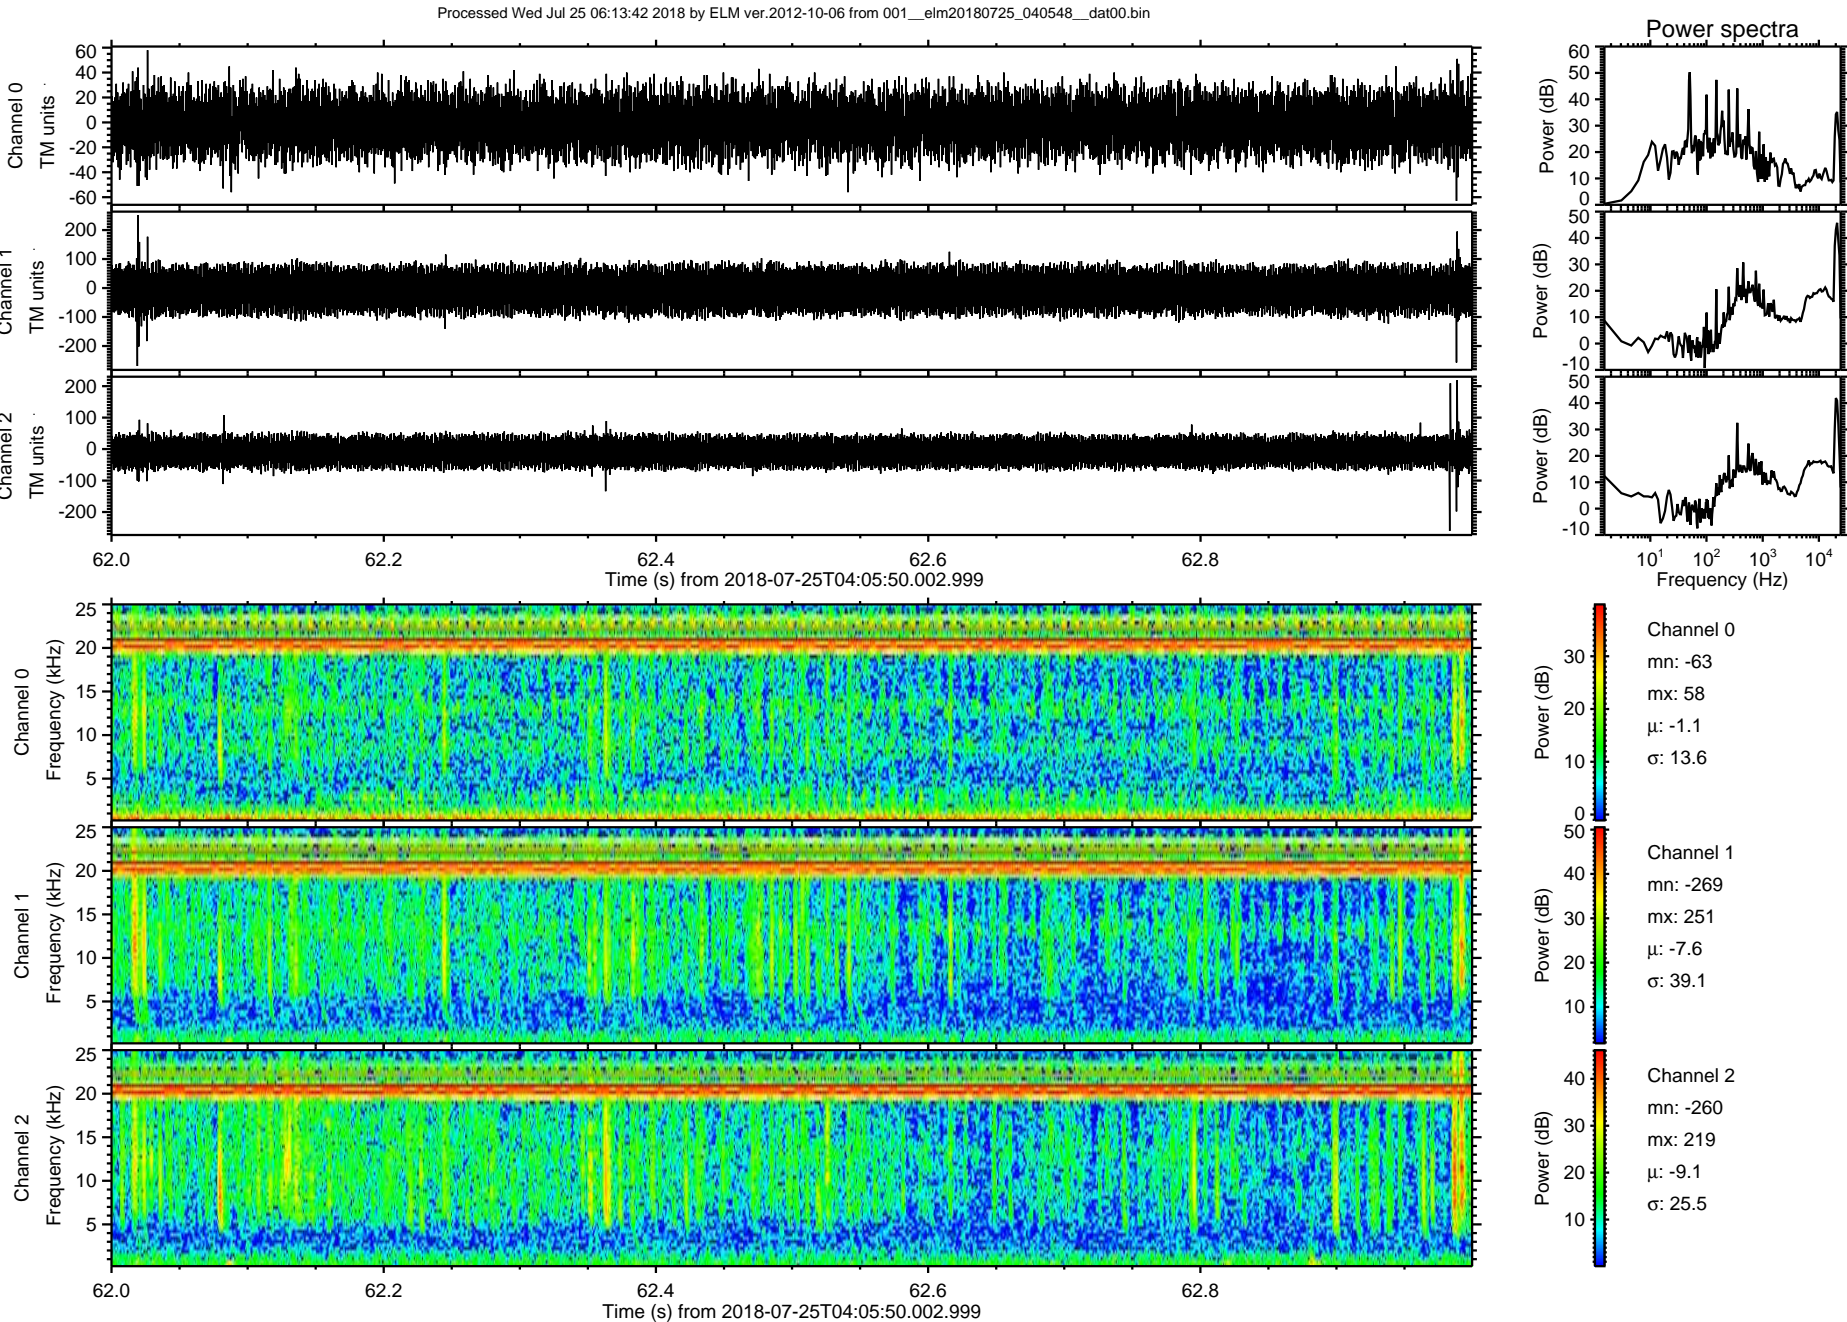 Processed Wed Jul 25 06:13:42 2018 by ELM ver.2012-10-06 from 001__elm20180725_040548__dat00.bin
Power spectra
Channel 0
TM units
60
40
20
0
-20
-40
-60
Power (dB)
60
50
40
30
20
10
0
Channel 1
TM units
200
100
0
-100
-200
Power (dB)
50
40
30
20
10
0
-10
Channel 2
TM units
200
100
0
-100
-200
Power (dB)
50
40
30
20
10
0
-10
62.0 62.2 62.4 62.6 62.8
Time (s) from 2018-07-25T04:05:50.002.999
10¹ 10² 10³ 10⁴
Frequency (Hz)
Channel 0
Frequency (kHz)
25
20
15
10
5
Power (dB)
30
20
10
0
Channel 0
mn: -63
mx: 58
μ: -1.1
σ: 13.6
Channel 1
Frequency (kHz)
25
20
15
10
5
Power (dB)
50
40
30
20
10
Channel 1
mn: -269
mx: 251
μ: -7.6
σ: 39.1
Channel 2
Frequency (kHz)
25
20
15
10
5
Power (dB)
40
30
20
10
Channel 2
mn: -260
mx: 219
μ: -9.1
σ: 25.5
62.0 62.2 62.4 62.6 62.8
Time (s) from 2018-07-25T04:05:50.002.999